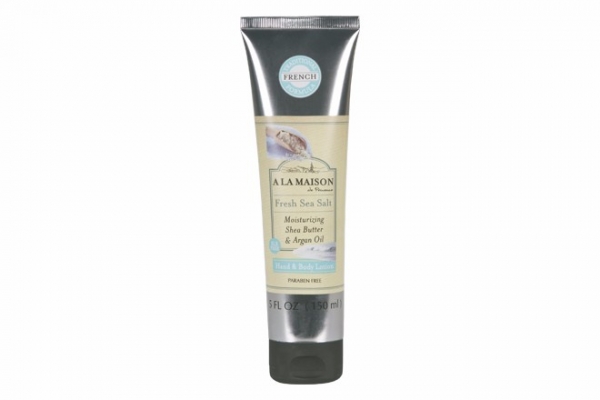 FRENCH
A LA MAISON
de Provence
Fresh Sea Salt
Moisturizing
Shea Butter
& Argan Oil
Hand & Body Lotion
PARABEN FREE
5 FL OZ | 150 ml